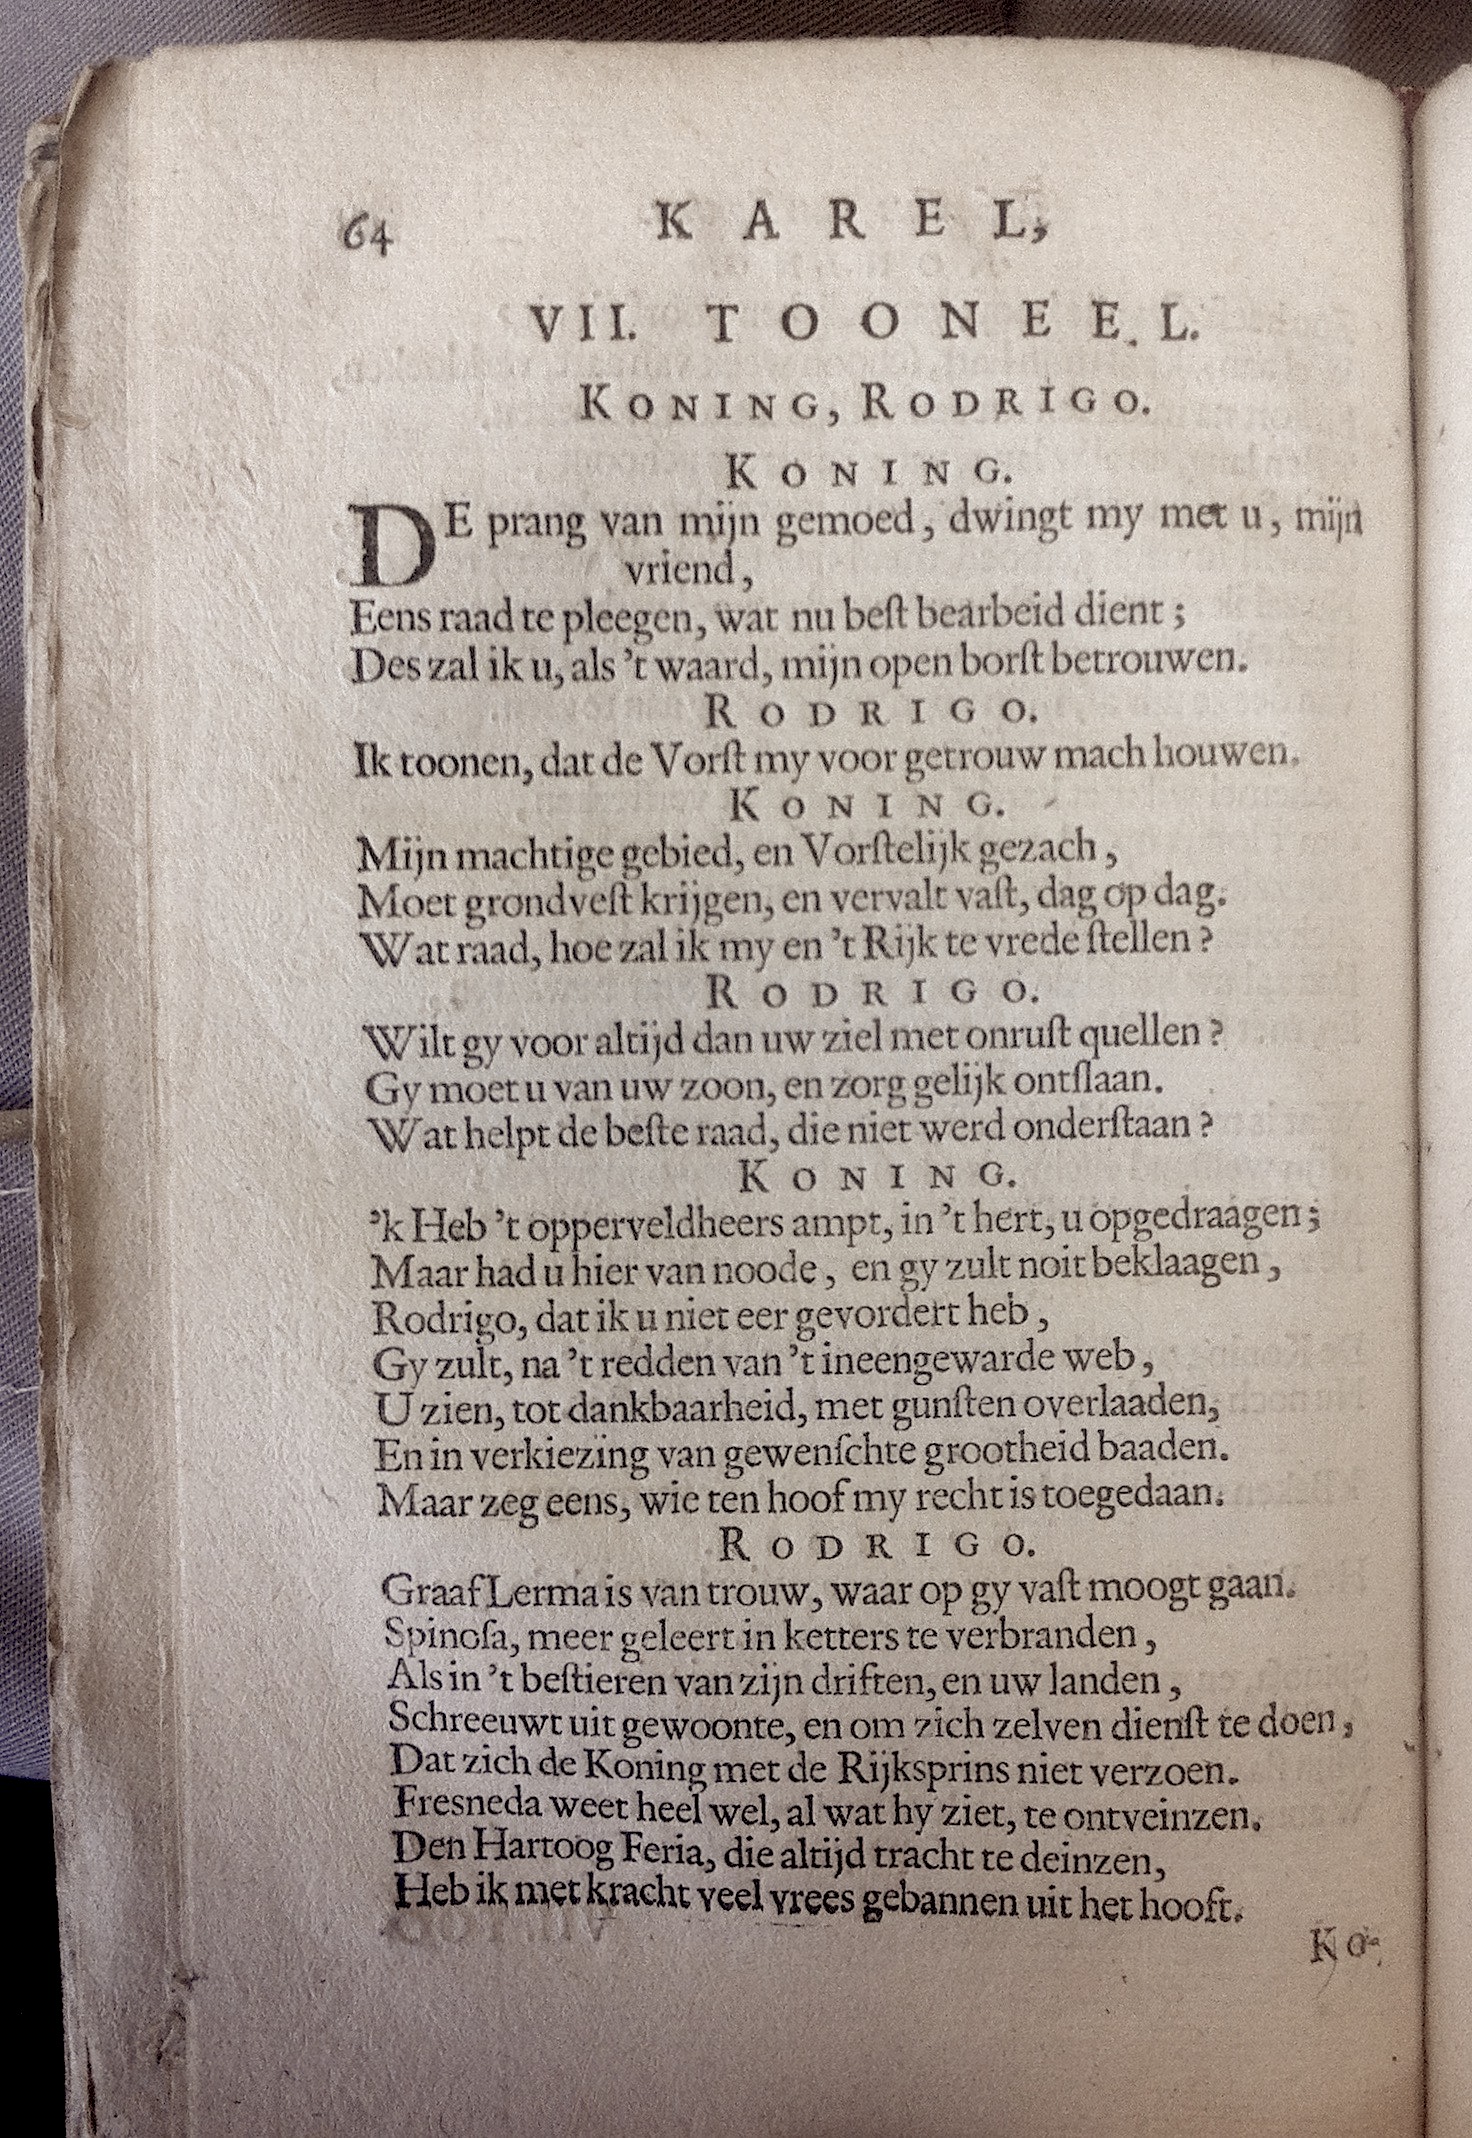 64 KAREL,
VII. TOONEEL.
KONING, RODRIGO.
KONING.
DE prang van mijn gemoed, dwingt my met u, mijn
vriend,
Eens raad te pleegen, wat nu beſt bearbeid dient;
Des zal ik u, als 't waard, mijn open borſt betrouwen.
RODRIGO.
Ik toonen, dat de Vorſt my voor getrouw mach houwen.
KONING.
Mijn machtige gebied, en Vorſtelijk gezach,
Moet grondveſt krijgen, en vervalt vaſt, dag op dag.
Wat raad, hoe zal ik my en 't Rijk te vrede ſtellen?
RODRIGO.
Wilt gy voor altijd dan uw ziel met onruſt quellen?
Gy moet u van uw zoon, en zorg gelijk ontſlaan.
Wat helpt de beſte raad, die niet werd onderſtaan?
KONING.
'k Heb 't opperveldheers ampt, in 't hert, u opgedraagen;
Maar had u hier van noode, en gy zult noit beklaagen,
Rodrigo, dat ik u niet eer gevordert heb,
Gy zult, na 't redden van 't ineengewarde web,
U zien, tot dankbaarheid, met gunſten overlaaden,
En in verkiezing van gewenſchte grootheid baaden.
Maar zeg eens, wie ten hoof my recht is toegedaan.
RODRIGO.
Graaf Lerma is van trouw, waar op gy vaſt moogt gaan.
Spinoſa, meer geleert in ketters te verbranden,
Als in 't beſtieren van zijn driften, en uw landen,
Schreeuwt uit gewoonte, en om zich zelven dienſt te doen,
Dat zich de Koning met de Rijksprins niet verzoen.
Fresneda weet heel wel, al wat hy ziet, te ontveinzen.
Den Hartoog Feria, die altijd tracht te deinzen,
Heb ik met kracht veel vrees gebannen uit het hooft.
KO-